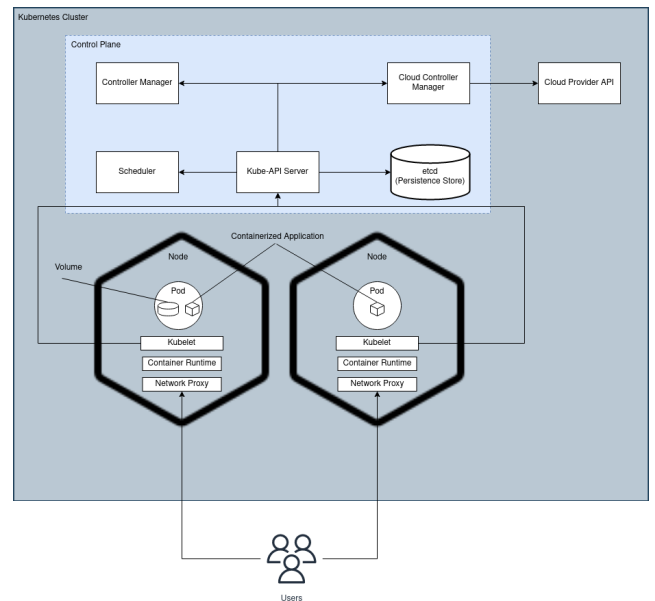 Kubernetes Cluster
Control Plane
Controller Manager
Cloud Controller
Manager
Cloud Provider API
Scheduler
Kube-API Server
etcd
(Persistence Store)
Containerized Application
Volume
Node
Pod
Kubelet
Container Runtime
Network Proxy
Node
Pod
Kubelet
Container Runtime
Network Proxy
Users